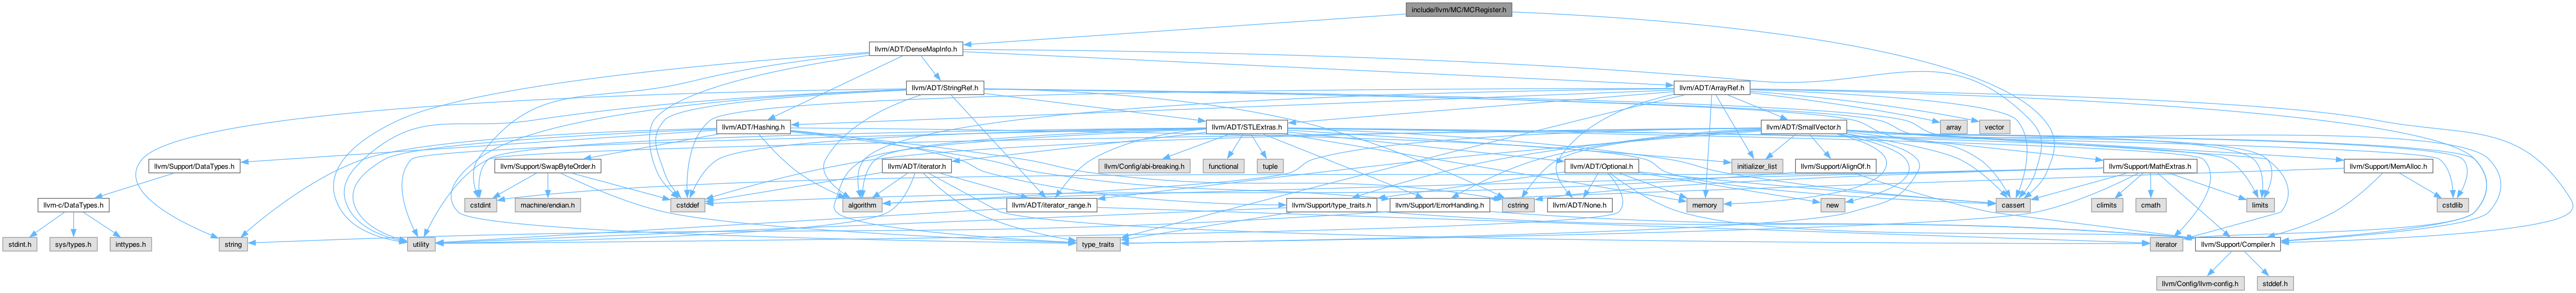 include/llvm/MC/MCRegister.h
llvm/ADT/DenseMapInfo.h
llvm/ADT/StringRef.h
llvm/ADT/ArrayRef.h
llvm/ADT/Hashing.h
llvm/ADT/STLExtras.h
llvm/ADT/SmallVector.h
array
vector
llvm/Support/DataTypes.h
llvm/Support/SwapByteOrder.h
llvm/ADT/iterator.h
llvm/Config/abi-breaking.h
functional
tuple
llvm/ADT/Optional.h
initializer_list
llvm/Support/AlignOf.h
llvm/Support/MathExtras.h
llvm/Support/MemAlloc.h
llvm-c/DataTypes.h
cstdint
machine/endian.h
cstddef
algorithm
llvm/ADT/iterator_range.h
llvm/Support/type_traits.h
llvm/Support/ErrorHandling.h
cstring
llvm/ADT/None.h
memory
new
cassert
climits
cmath
limits
cstdlib
stdint.h
sys/types.h
inttypes.h
string
utility
type_traits
iterator
llvm/Support/Compiler.h
llvm/Config/llvm-config.h
stddef.h